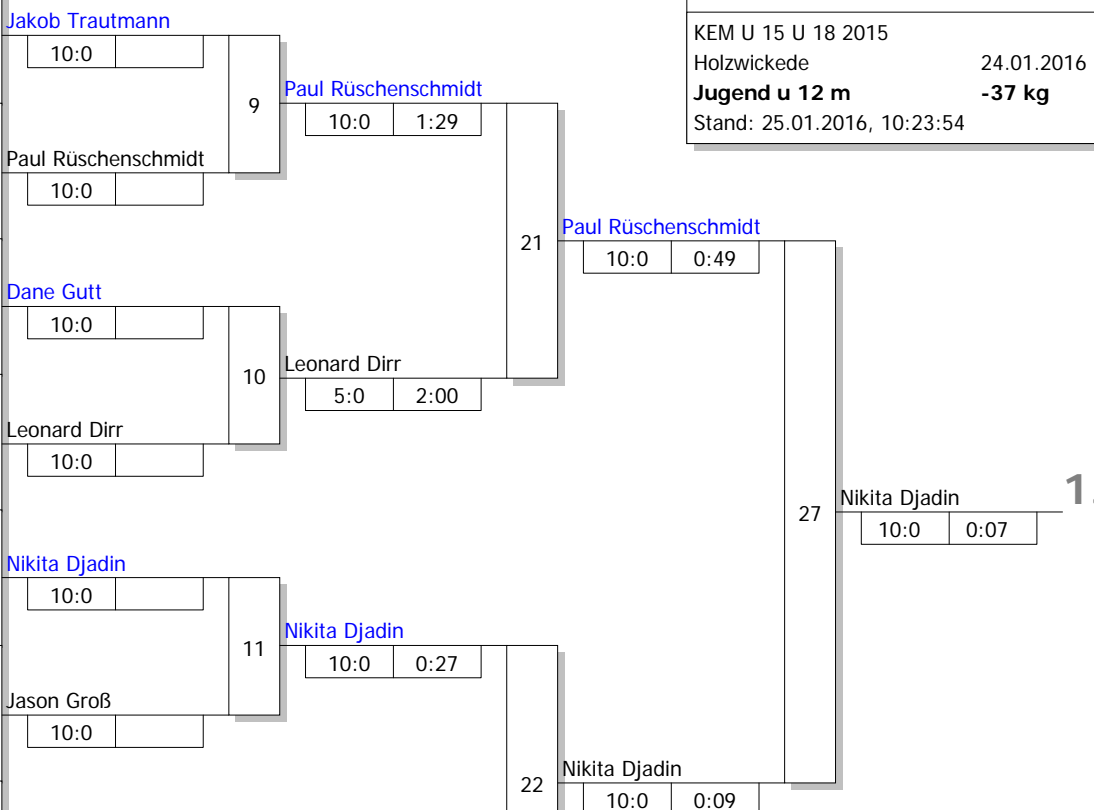 Jakob Trautmann
10:0
KEM U 15 U 18 2015
Holzwickede 24.01.2016
Jugend u 12 m -37 kg
Stand: 25.01.2016, 10:23:54
9
Paul Rüschenschmidt
10:0 1:29
Paul Rüschenschmidt
10:0
21
Paul Rüschenschmidt
10:0 0:49
Dane Gutt
10:0
10
Leonard Dirr
5:0 2:00
Leonard Dirr
10:0
27
Nikita Djadin 1.
10:0 0:07
Nikita Djadin
10:0
11
Nikita Djadin
10:0 0:27
Jason Groß
10:0
22
Nikita Djadin
10:0 0:09